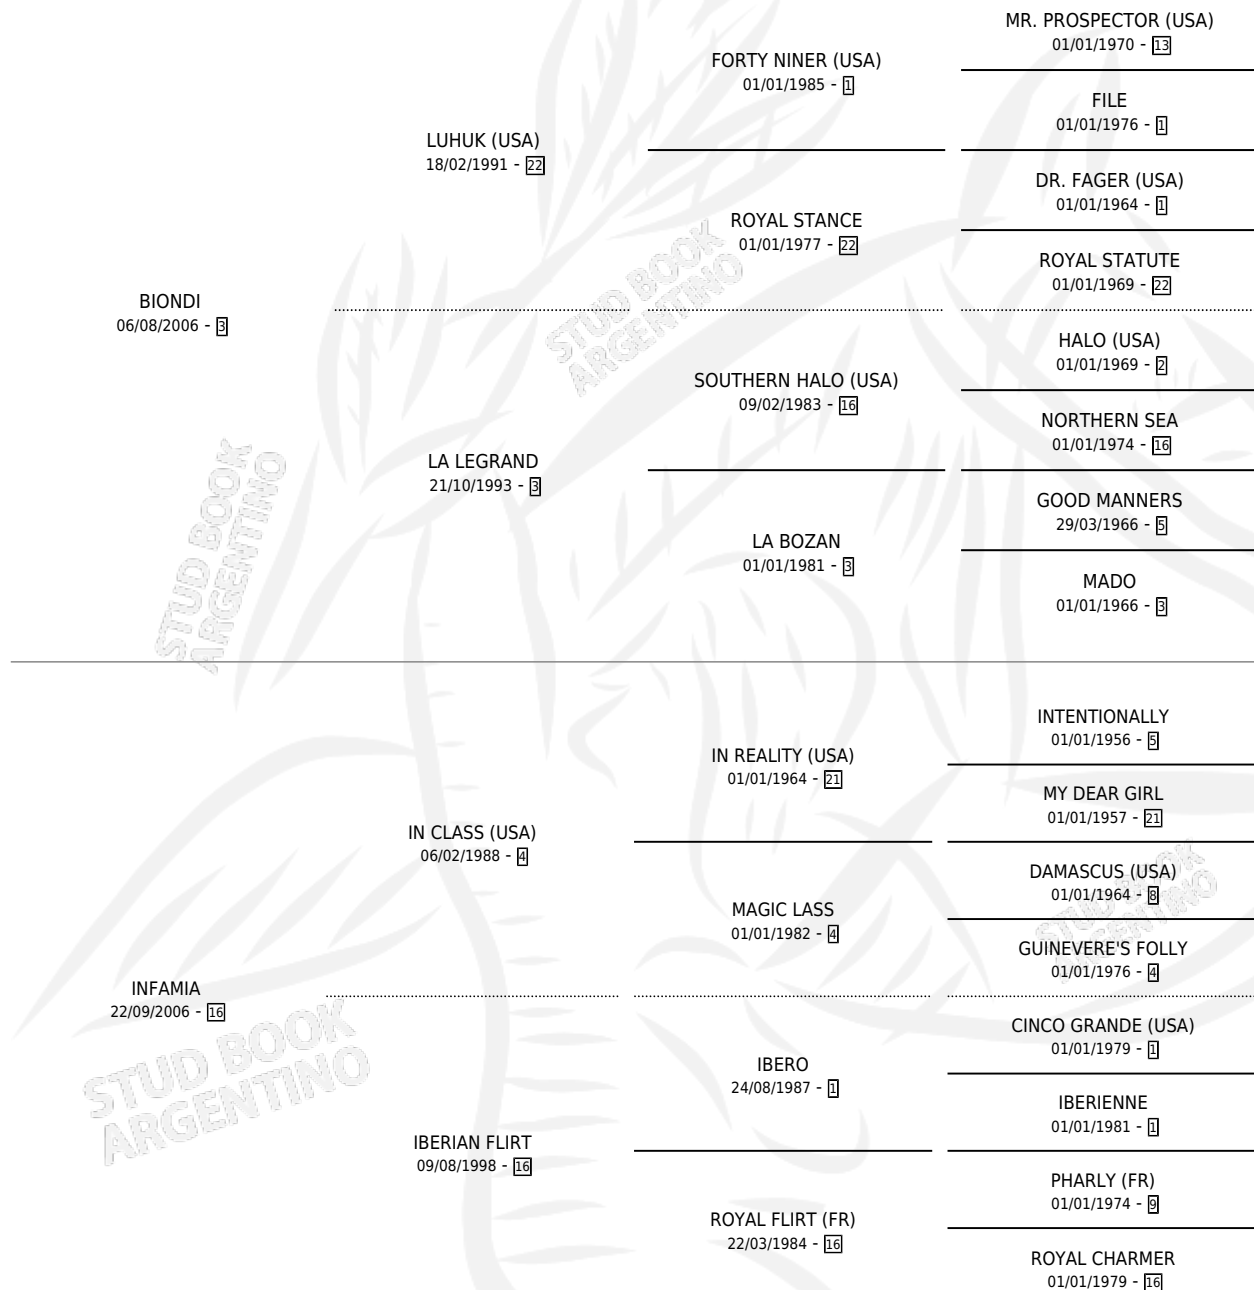 MR. PROSPECTOR (USA)
01/01/1970 - 13
FORTY NINER (USA)
01/01/1985 - 1
FILE
01/01/1976 - 1
LUHUK (USA)
18/02/1991 - 22
DR. FAGER (USA)
01/01/1964 - 1
ROYAL STANCE
01/01/1977 - 22
ROYAL STATUTE
01/01/1969 - 22
BIONDI
06/08/2006 - 3
HALO (USA)
01/01/1969 - 2
SOUTHERN HALO (USA)
09/02/1983 - 16
NORTHERN SEA
01/01/1974 - 16
LA LEGRAND
21/10/1993 - 3
GOOD MANNERS
29/03/1966 - 5
LA BOZAN
01/01/1981 - 3
MADO
01/01/1966 - 3
INTENTIONALLY
01/01/1956 - 5
IN REALITY (USA)
01/01/1964 - 21
MY DEAR GIRL
01/01/1957 - 21
IN CLASS (USA)
06/02/1988 - 4
DAMASCUS (USA)
01/01/1964 - 8
MAGIC LASS
01/01/1982 - 4
GUINEVERE'S FOLLY
01/01/1976 - 4
INFAMIA
22/09/2006 - 16
CINCO GRANDE (USA)
01/01/1979 - 1
IBERO
24/08/1987 - 1
IBERIENNE
01/01/1981 - 1
IBERIAN FLIRT
09/08/1998 - 16
PHARLY (FR)
01/01/1974 - 9
ROYAL FLIRT (FR)
22/03/1984 - 16
ROYAL CHARMER
01/01/1979 - 16
STUD BOOK
ARGENTINO
STUD BOOK
ARGENTINO
STUD BOOK
ARGENTINO
STUD BOOK
ARGENTINO